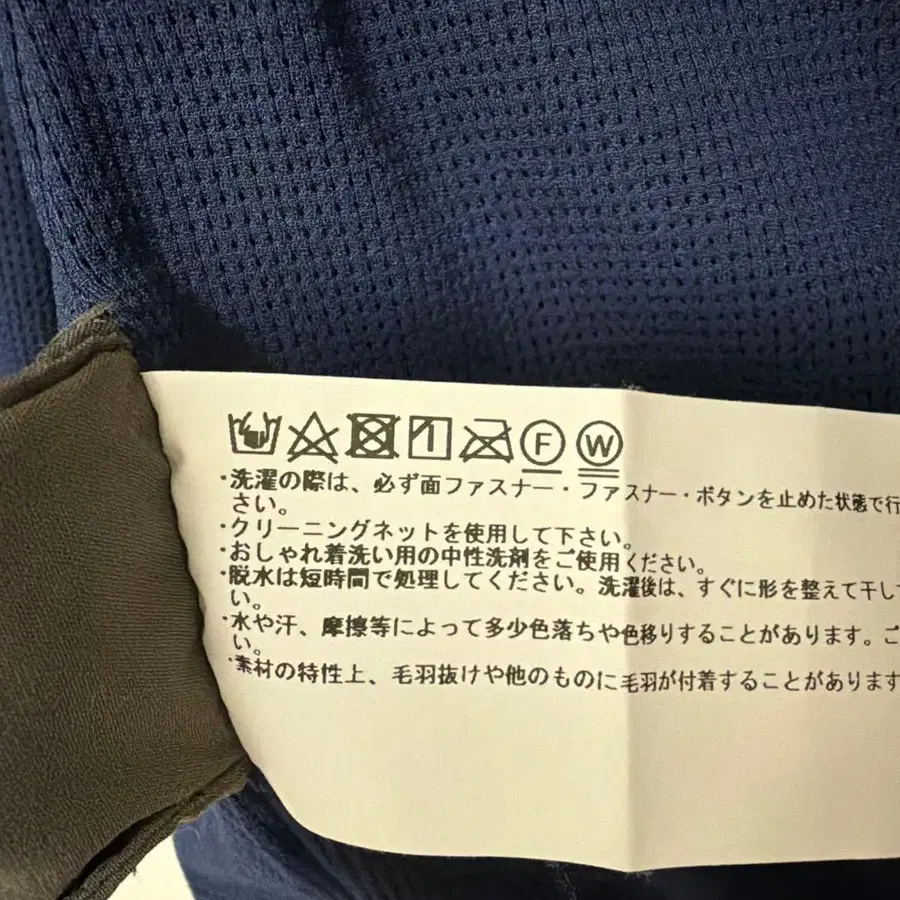 F W
・洗濯の際は、必ず面ファスナー・ファスナー・ボタンを止めた状態で行
さい。
・クリーニングネットを使用して下さい。
・おしゃれ着洗い用の中性洗剤をご使用ください。
・脱水は短時間で処理してください。洗濯後は、すぐに形を整えて干して
い。
・水や汗、摩擦等によって多少色落ちや色移りすることがあります。ご
い。
・素材の特性上、毛羽抜けや他のものに毛羽が付着することがあります